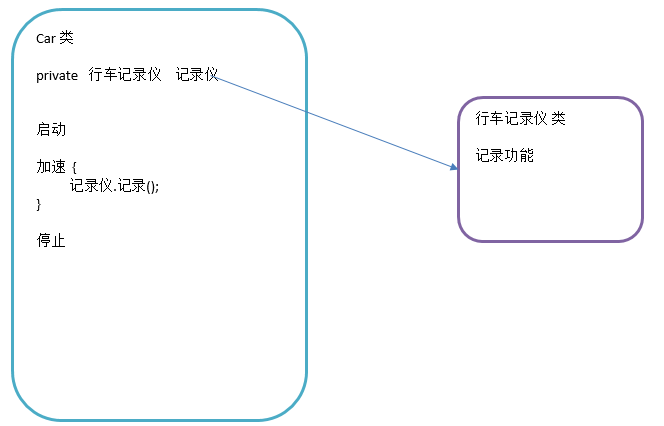 Car 类
private 行车记录仪 记录仪
启动
加速 {
记录仪.记录();
}
停止
行车记录仪 类
记录功能